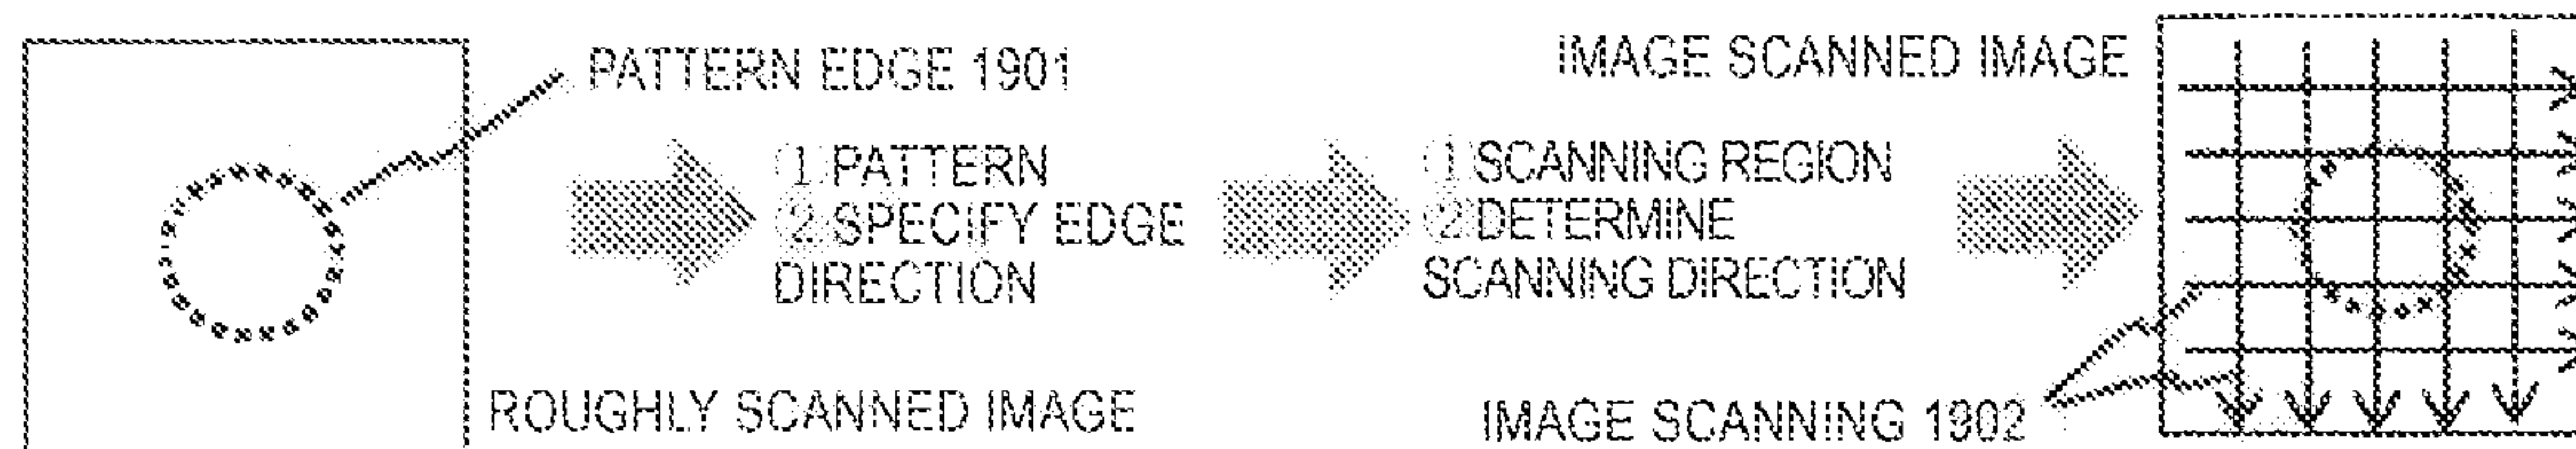 PATTERN EDGE 1901
① PATTERN
② SPECIFY EDGE
DIRECTION
ROUGHLY SCANNED IMAGE
IMAGE SCANNED IMAGE
① SCANNING REGION
② DETERMINE
SCANNING DIRECTION
IMAGE SCANNING 1902